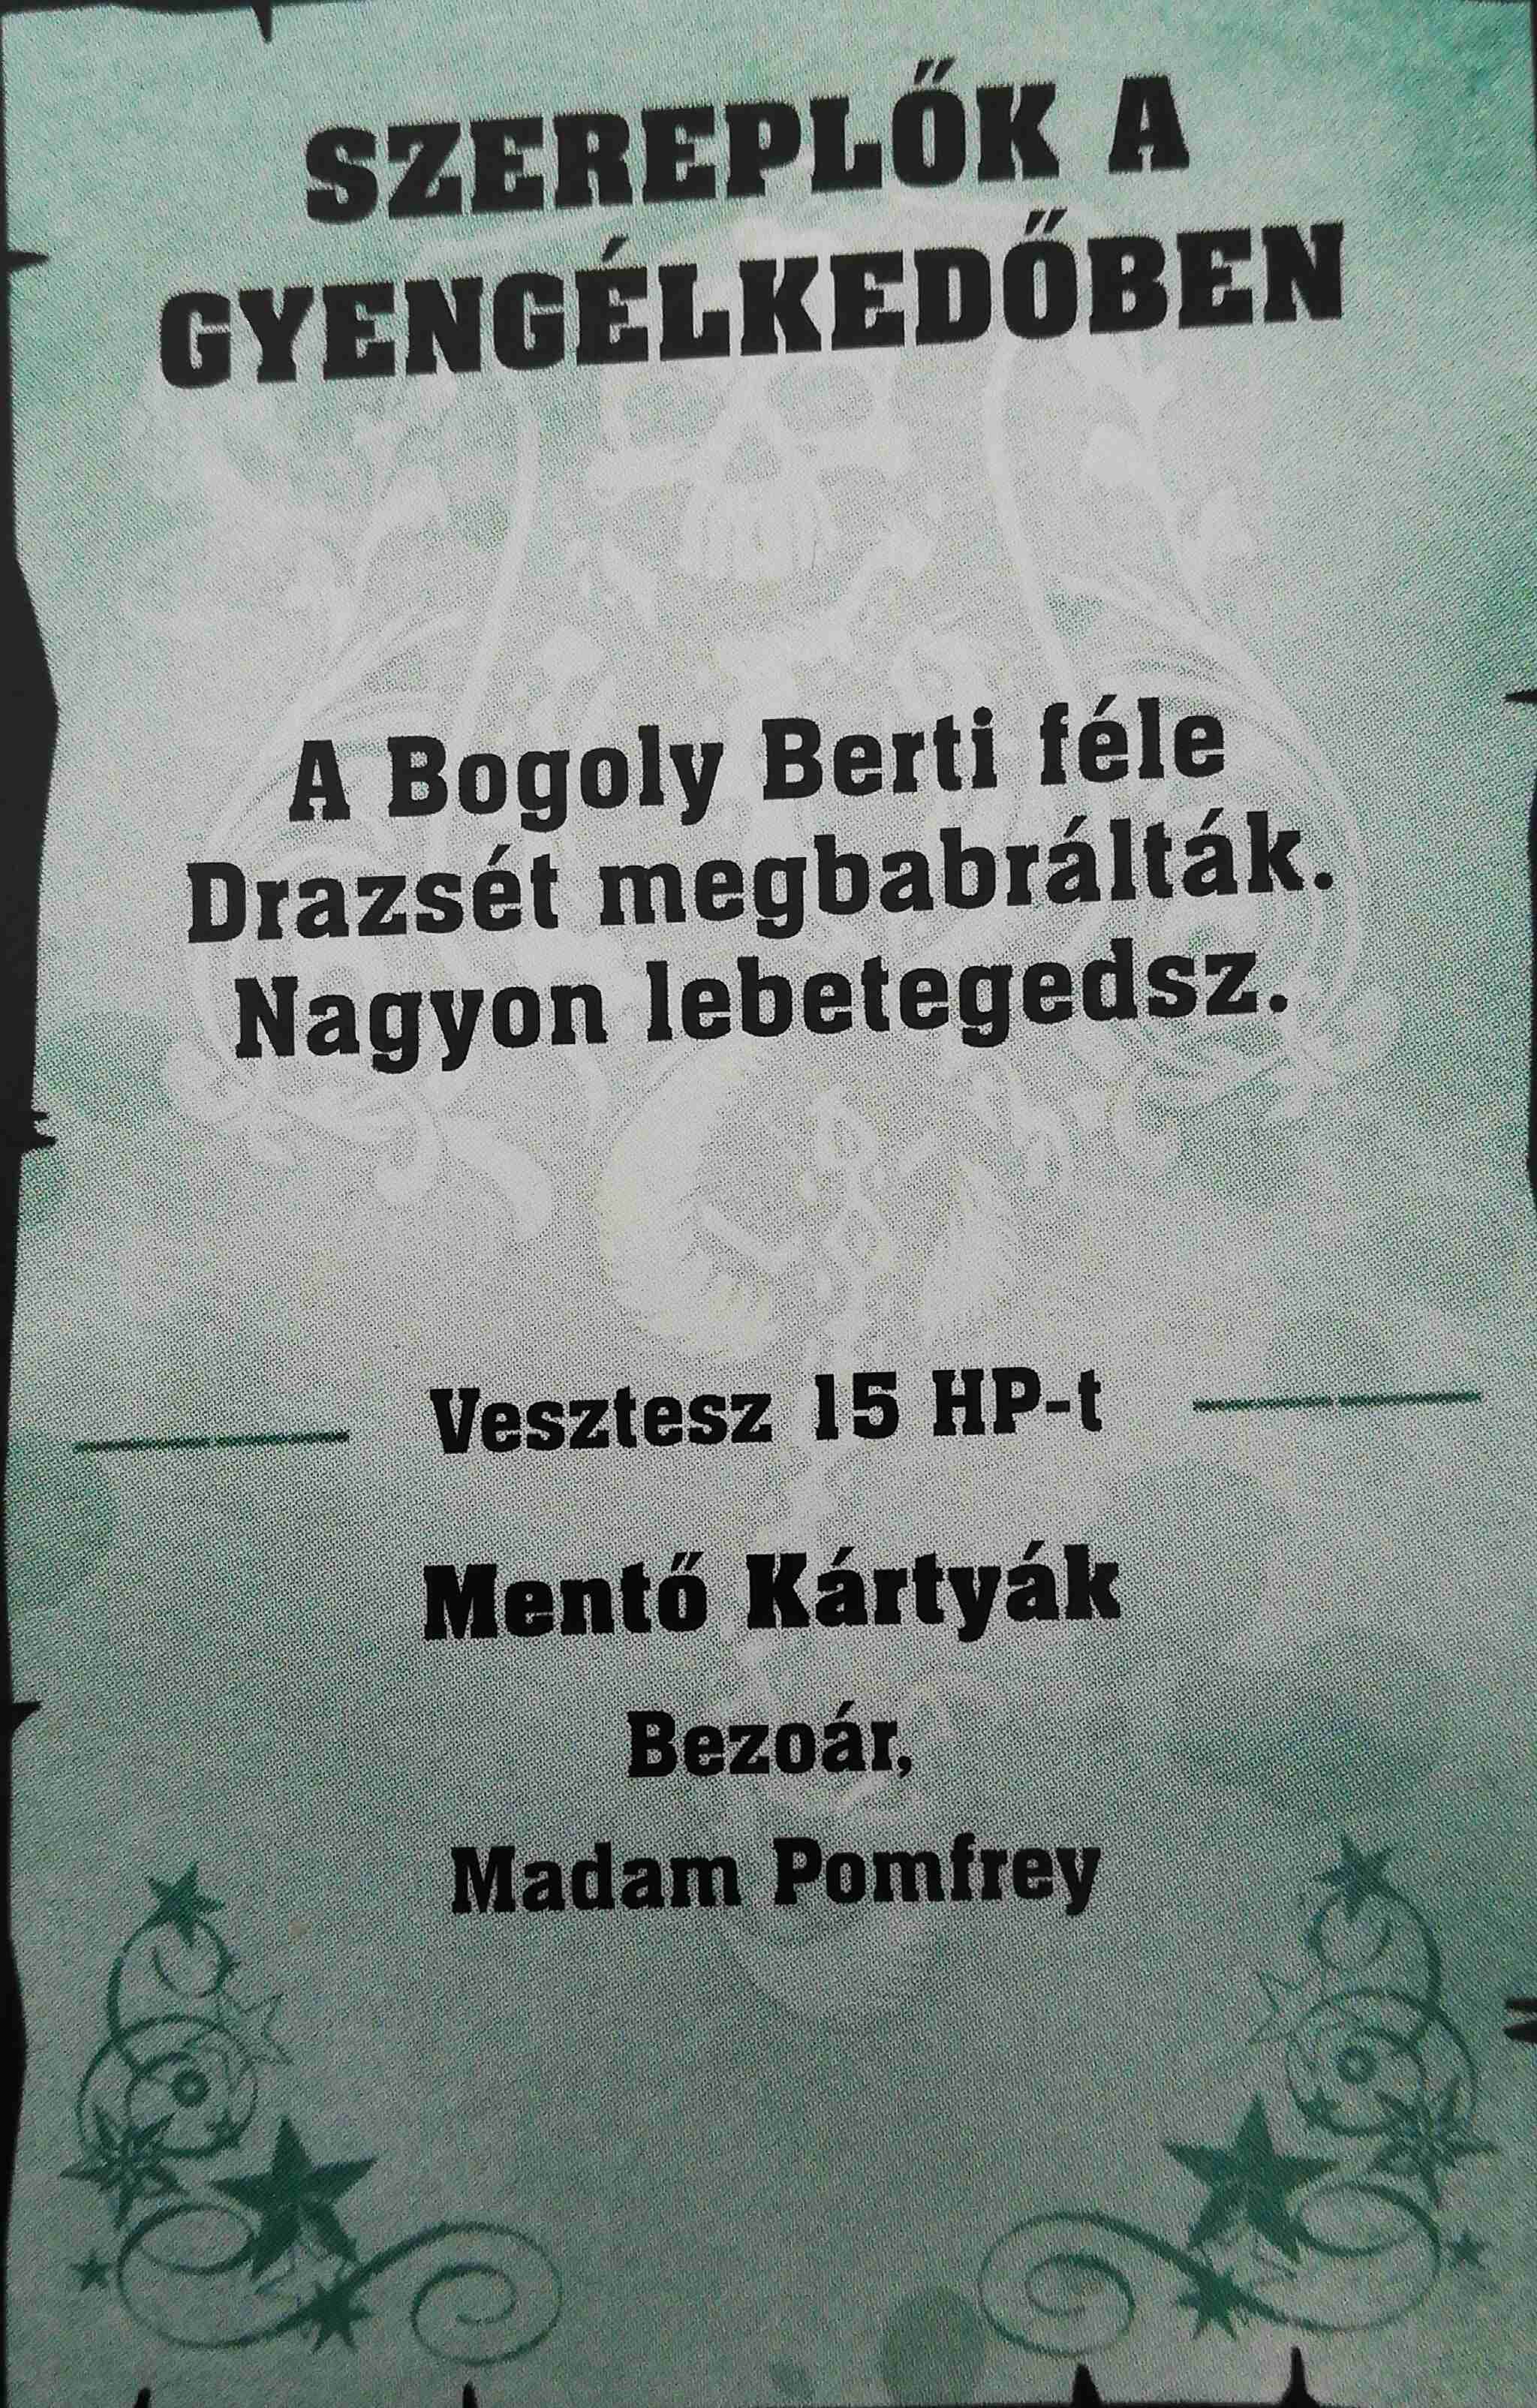 SZEREPLŐK A
GYENGÉLKEDŐBEN
A Bogoly Berti féle
Drazsét megbabrálták.
Nagyon lebetegedsz.
Vesztesz 15 HP-t
Mentő Kártyák
Bezoár,
Madam Pomfrey